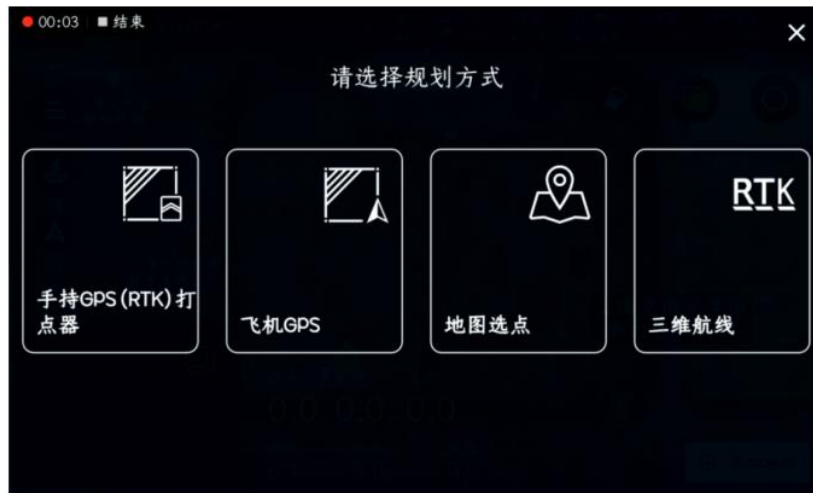 00:03 结束
请选择规划方式
RTK
手持GPS(RTK)打
点器
飞机GPS
地图选点
三维航线